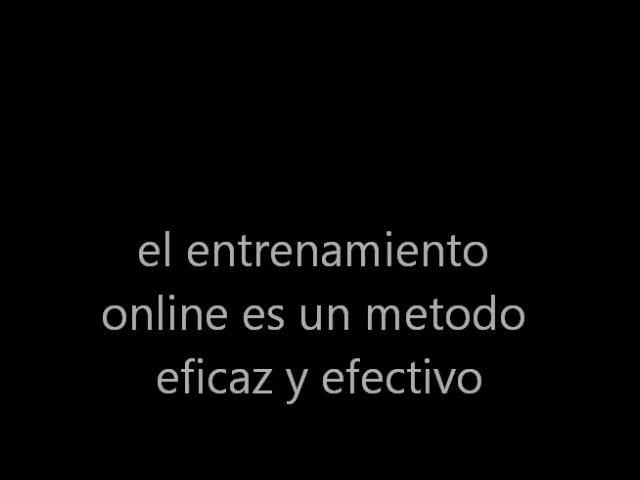 el entrenamiento
online es un metodo
eficaz y efectivo